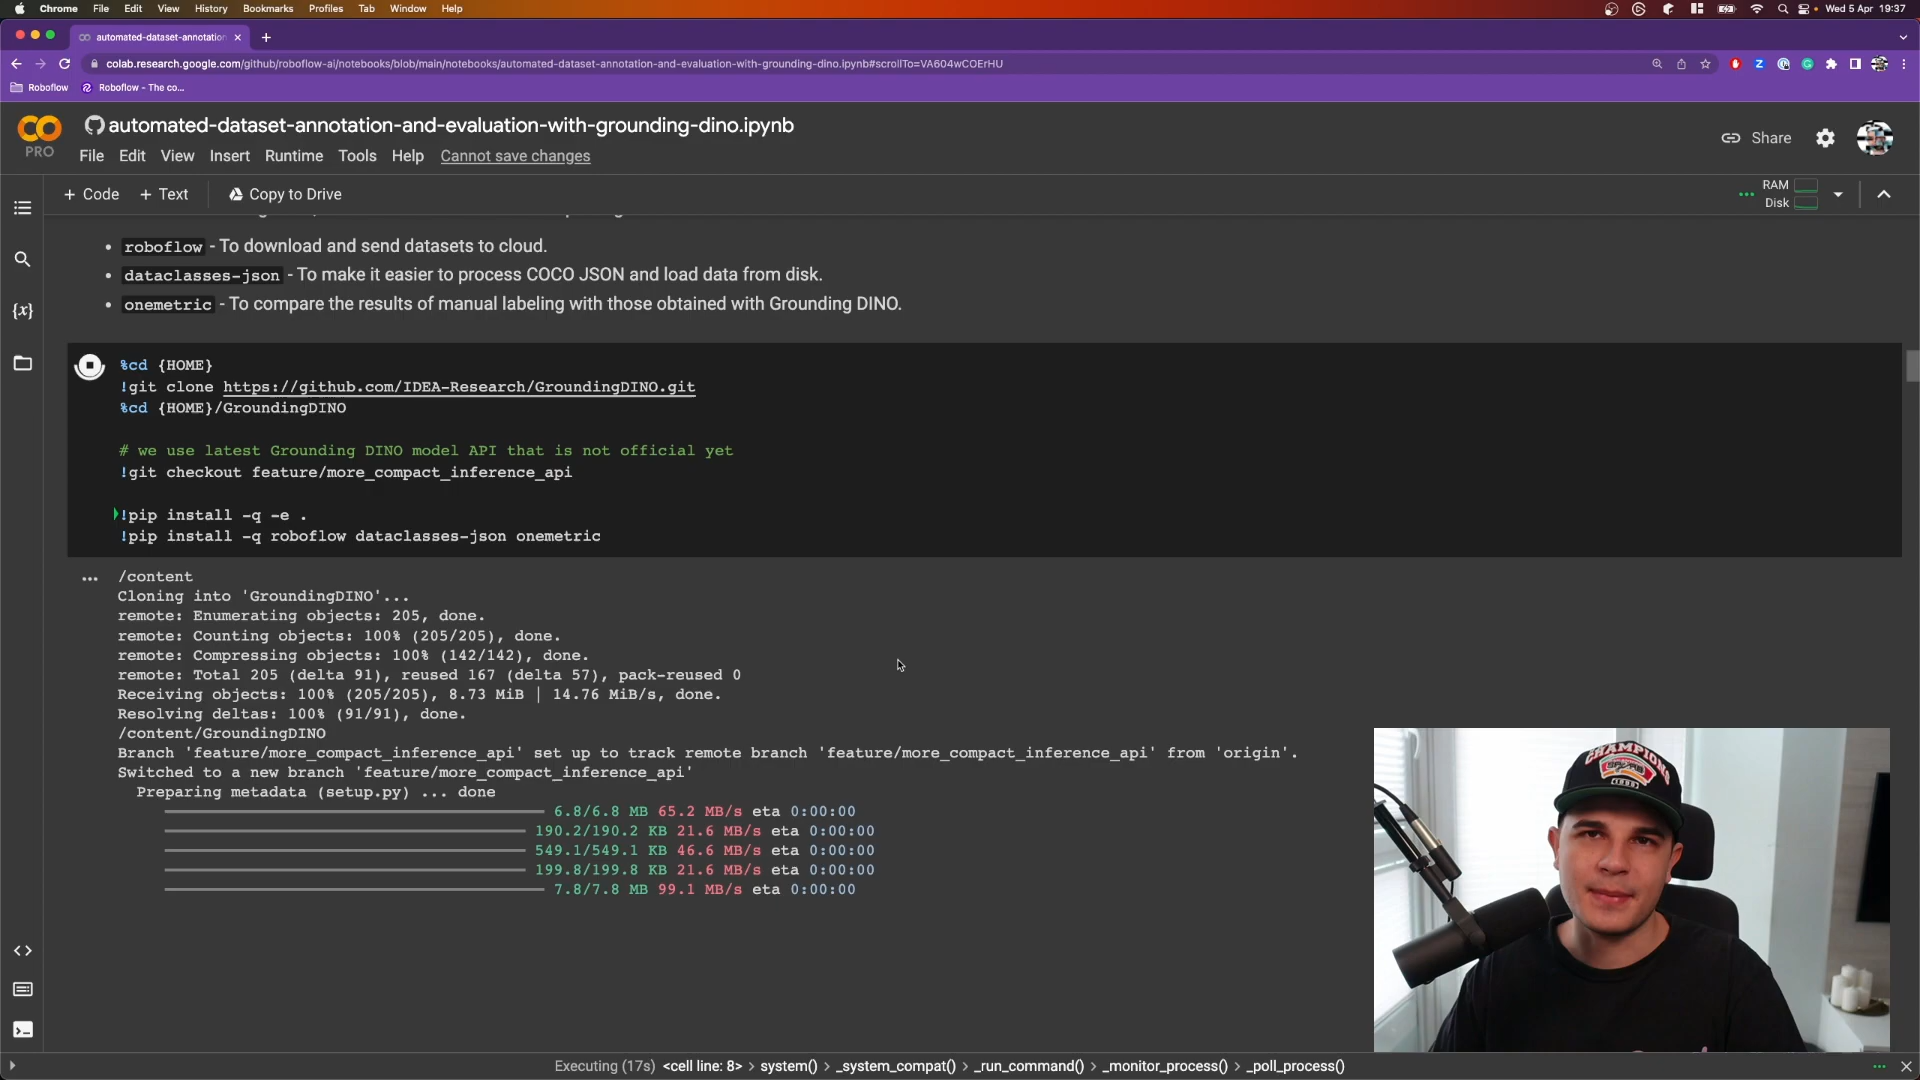 Chrome File Edit View History Bookmarks Profiles Tab Window Help Wed 5 Apr 19:37
automated-dataset-annotation
colab.research.google.com/github/roboflow-ai/notebooks/blob/main/notebooks/automated-dataset-annotation-and-evaluation-with-grounding-dino.ipynb#scrollTo=VA604wCOErHU
Roboflow Roboflow - The co...
automated-dataset-annotation-and-evaluation-with-grounding-dino.ipynb
PRO
File Edit View Insert Runtime Tools Help Cannot save changes
Share
+ Code + Text Copy to Drive
RAM
Disk
roboflow - To download and send datasets to cloud.
dataclasses-json - To make it easier to process COCO JSON and load data from disk.
onemetric - To compare the results of manual labeling with those obtained with Grounding DINO.
{x}
%cd {HOME}
!git clone https://github.com/IDEA-Research/GroundingDINO.git
%cd {HOME}/GroundingDINO
# we use latest Grounding DINO model API that is not official yet
!git checkout feature/more_compact_inference_api
!pip install -q -e .
!pip install -q roboflow dataclasses-json onemetric
... /content
Cloning into 'GroundingDINO'...
remote: Enumerating objects: 205, done.
remote: Counting objects: 100% (205/205), done.
remote: Compressing objects: 100% (142/142), done.
remote: Total 205 (delta 91), reused 167 (delta 57), pack-reused 0
Receiving objects: 100% (205/205), 8.73 MiB | 14.76 MiB/s, done.
Resolving deltas: 100% (91/91), done.
/content/GroundingDINO
Branch 'feature/more_compact_inference_api' set up to track remote branch 'feature/more_compact_inference_api' from 'origin'.
Switched to a new branch 'feature/more_compact_inference_api'
Preparing metadata (setup.py) ... done
6.8/6.8 MB 65.2 MB/s eta 0:00:00
190.2/190.2 KB 21.6 MB/s eta 0:00:00
549.1/549.1 KB 46.6 MB/s eta 0:00:00
199.8/199.8 KB 21.6 MB/s eta 0:00:00
7.8/7.8 MB 99.1 MB/s eta 0:00:00
CHAMPIONS
Executing (17s) <cell line: 8> > system() > _system_compat() > _run_command() > _monitor_process() > _poll_process()